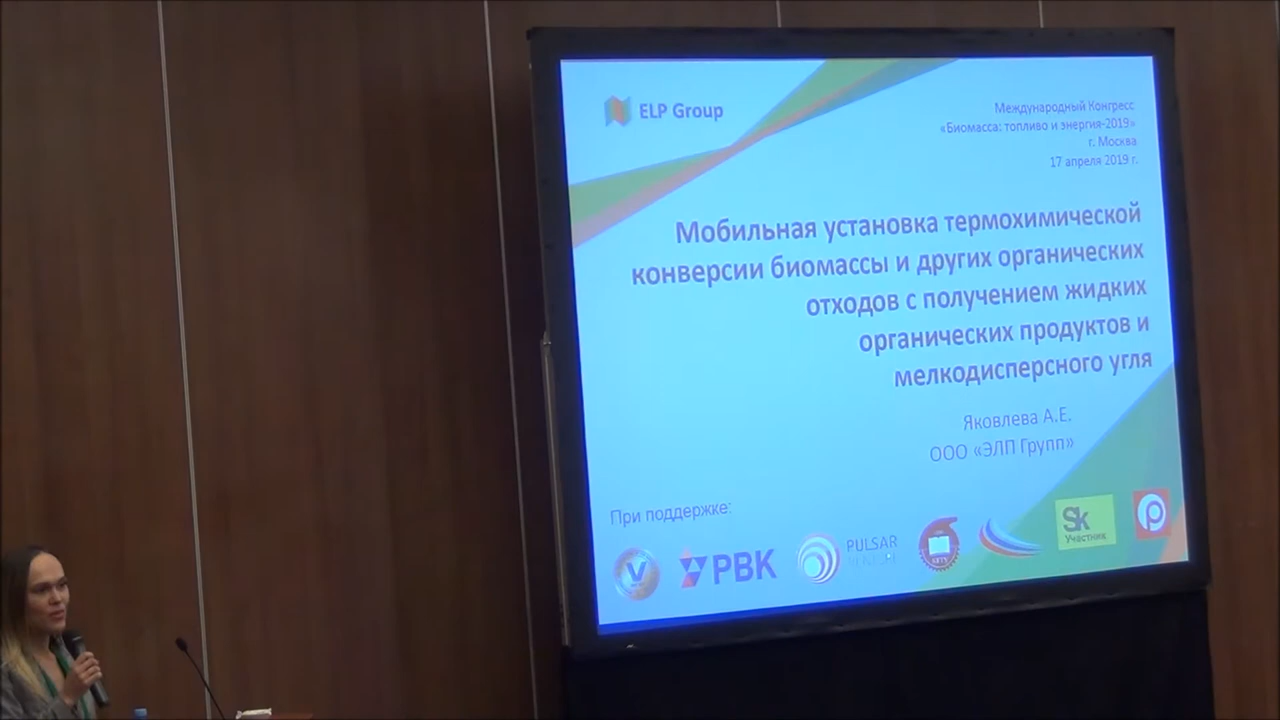 ELP Group
Международный Конгресс
«Биомасса: топливо и энергия-2019»
г. Москва
17 апреля 2019 г.
Мобильная установка термохимической
конверсии биомассы и других органических
отходов с получением жидких
органических продуктов и
мелкодисперсного угля
Яковлева А.Е.
ООО «ЭЛП Групп»
При поддержке:
V
РВК
PULSAR
VENTURE
Sk
Участник
p